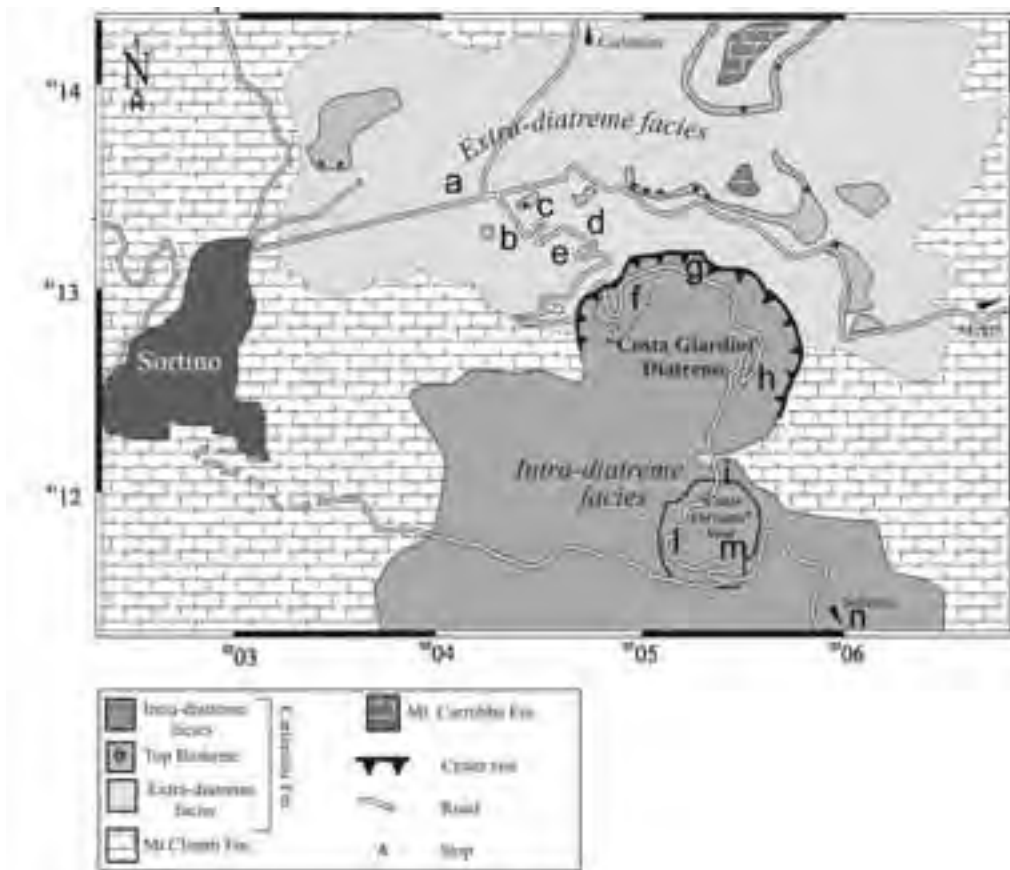 N
14
13
12
Extra-diatreme facies
a
b
c
d
e
f
g
Sortino
"Costa Giardini"
Diatreme
h
Intra-diatreme
facies
i
l
m
n
03
04
05
06
Intra-diatreme
facies
Top Bioherme
Extra-diatreme
facies
Mt Climiti Fm.
Carlentini Fm.
Mt. Carrubba Fm.
Crater rim
Road
A
Stop